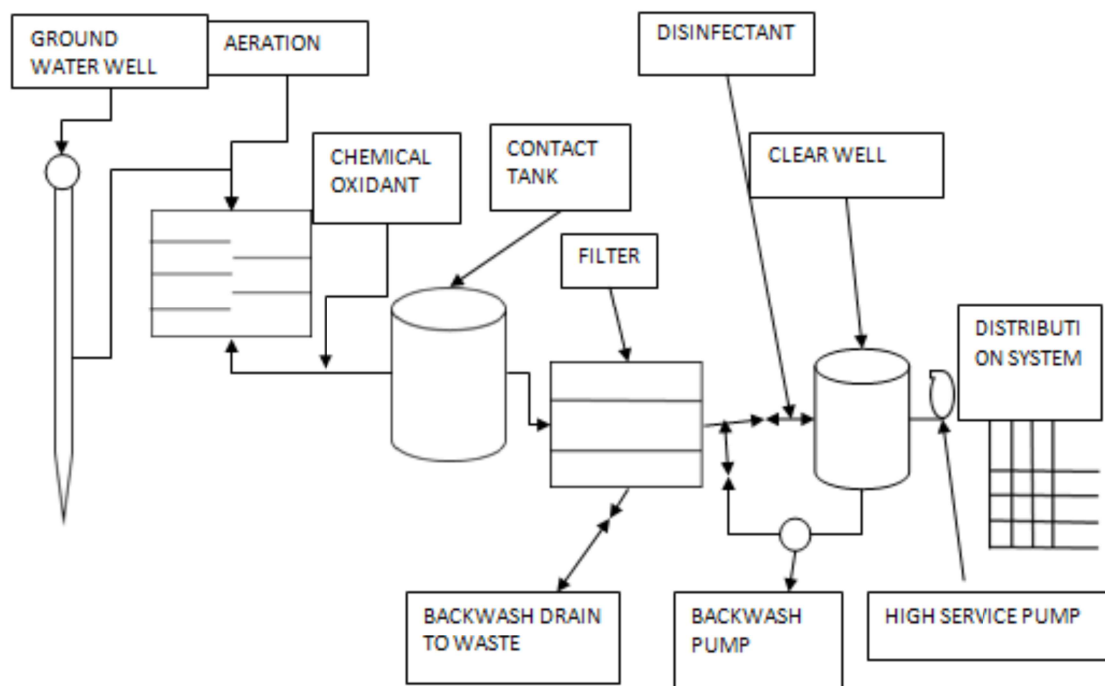 GROUND
WATER WELL
AERATION
DISINFECTANT
CHEMICAL
OXIDANT
CONTACT
TANK
CLEAR WELL
FILTER
DISTRIBUTI
ON SYSTEM
BACKWASH DRAIN
TO WASTE
BACKWASH
PUMP
HIGH SERVICE PUMP